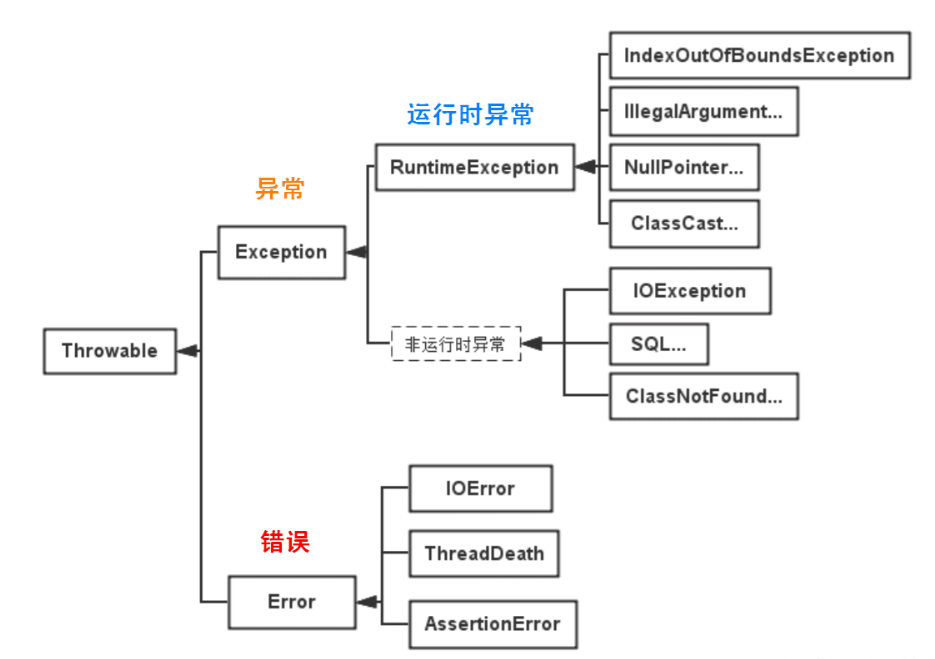 IndexOutOfBoundsException
运行时异常
IllegalArgument...
RuntimeException
NullPointer...
异常
ClassCast...
Exception
IOException
Throwable
非运行时异常
SQL...
ClassNotFound...
IOError
错误
ThreadDeath
Error
AssertionError